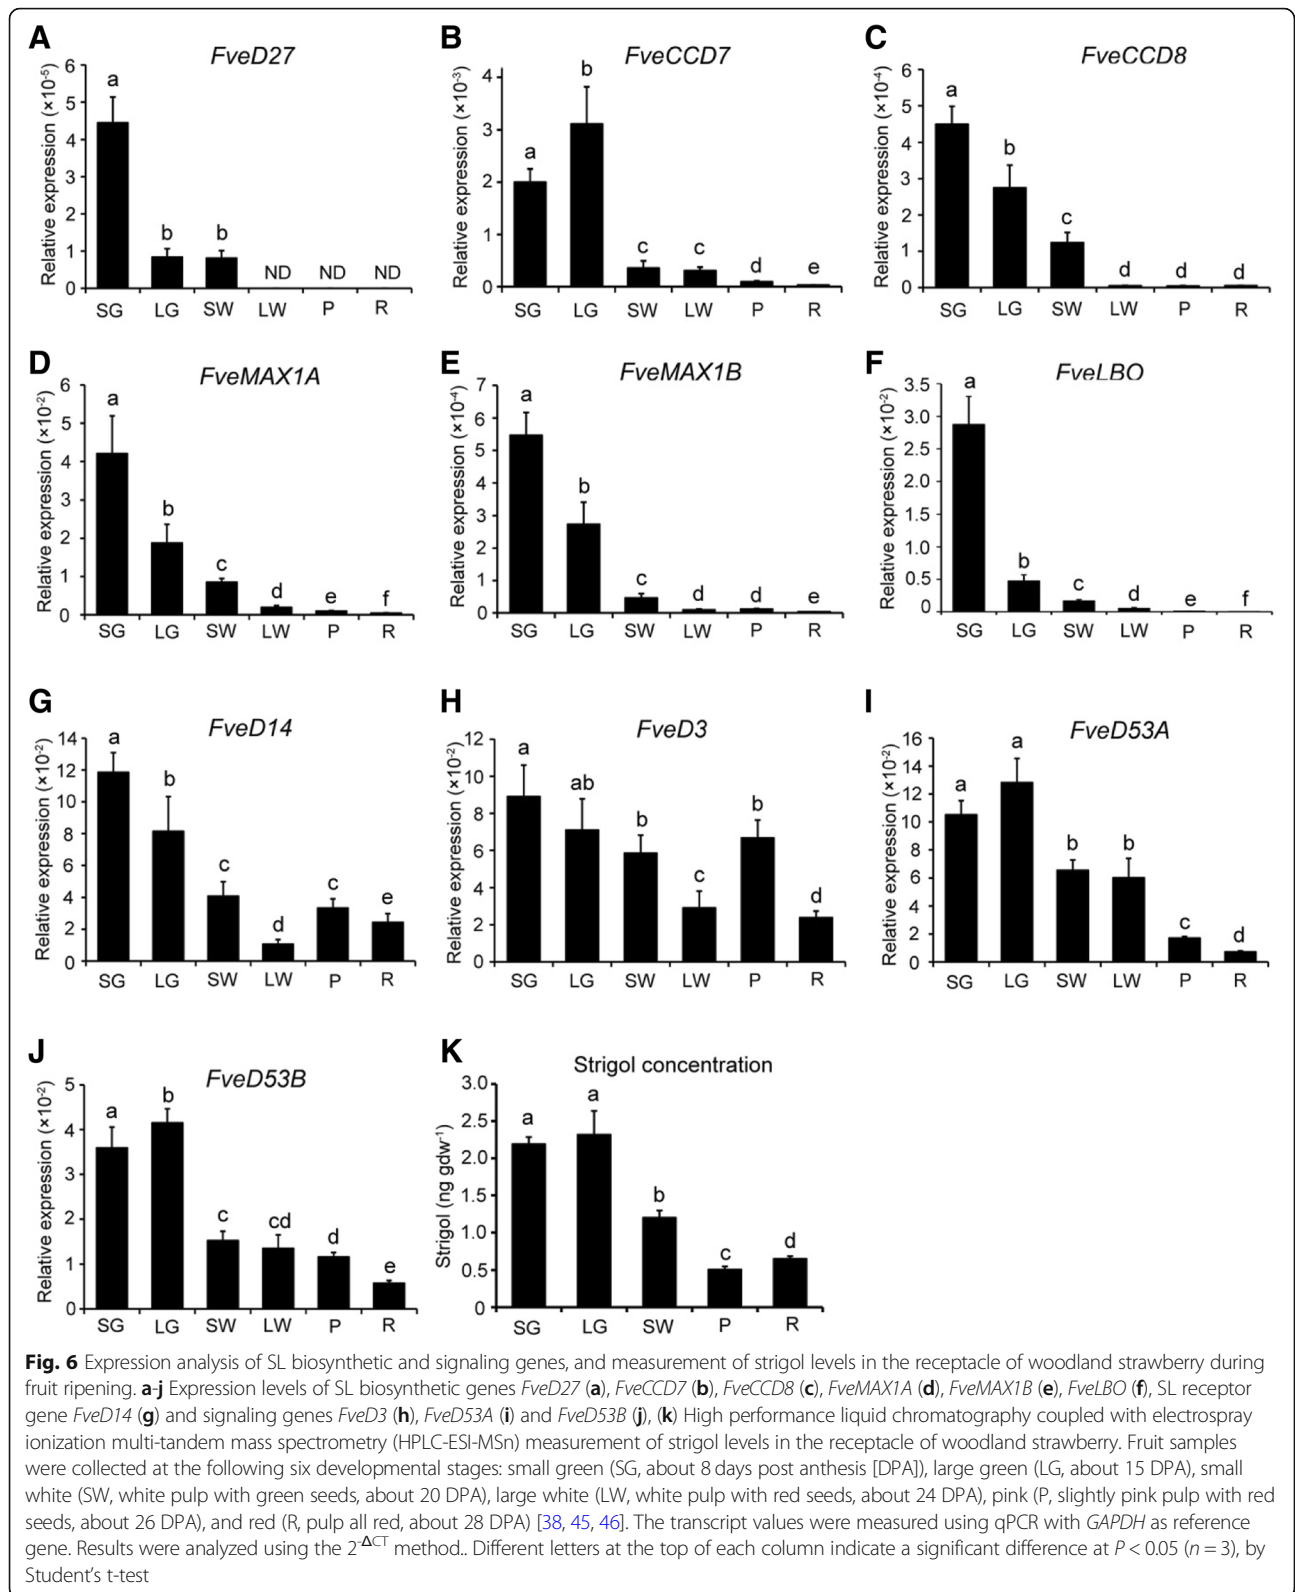 A
FveD27
Relative expression (×10⁻⁵)
6
5
4
3
2
1
0
a
b
b
ND
ND
ND
SG LG SW LW P R
B
FveCCD7
Relative expression (×10⁻³)
4
3
2
1
0
a
b
c
c
d
e
SG LG SW LW P R
C
FveCCD8
Relative expression (×10⁻⁴)
6
5
4
3
2
1
0
a
b
c
d
d
d
SG LG SW LW P R
D
FveMAX1A
Relative expression (×10⁻²)
6
5
4
3
2
1
0
a
b
c
d
e
f
SG LG SW LW P R
E
FveMAX1B
Relative expression (×10⁻⁴)
7
6
5
4
3
2
1
0
a
b
c
d
d
e
SG LG SW LW P R
F
FveLBO
Relative expression (×10⁻²)
3.5
3.0
2.5
2.0
1.5
1.0
0.5
0
a
b
c
d
e
f
SG LG SW LW P R
G
FveD14
Relative expression (×10⁻²)
14
12
10
8
6
4
2
0
a
b
c
d
c
e
SG LG SW LW P R
H
FveD3
Relative expression (×10⁻²)
12
10
8
6
4
2
0
a
ab
b
c
b
d
SG LG SW LW P R
I
FveD53A
Relative expression (×10⁻²)
16
14
12
10
8
6
4
2
0
a
a
b
b
c
d
SG LG SW LW P R
J
FveD53B
Relative expression (×10⁻²)
5
4
3
2
1
0
a
b
c
cd
d
e
SG LG SW LW P R
K
Strigol concentration
Strigol (ng gdw⁻¹)
3.0
2.5
2.0
1.5
1.0
0.5
0
a
a
b
c
d
SG LG SW P R
Fig. 6 Expression analysis of SL biosynthetic and signaling genes, and measurement of strigol levels in the receptacle of woodland strawberry during
fruit ripening. a-j Expression levels of SL biosynthetic genes FveD27 (a), FveCCD7 (b), FveCCD8 (c), FveMAX1A (d), FveMAX1B (e), FveLBO (f), SL receptor
gene FveD14 (g) and signaling genes FveD3 (h), FveD53A (i) and FveD53B (j), (k) High performance liquid chromatography coupled with electrospray
ionization multi-tandem mass spectrometry (HPLC-ESI-MSn) measurement of strigol levels in the receptacle of woodland strawberry. Fruit samples
were collected at the following six developmental stages: small green (SG, about 8 days post anthesis [DPA]), large green (LG, about 15 DPA), small
white (SW, white pulp with green seeds, about 20 DPA), large white (LW, white pulp with red seeds, about 24 DPA), pink (P, slightly pink pulp with red
seeds, about 26 DPA), and red (R, pulp all red, about 28 DPA) [38, 45, 46]. The transcript values were measured using qPCR with GAPDH as reference
gene. Results were analyzed using the 2^-ΔCT method.. Different letters at the top of each column indicate a significant difference at P < 0.05 (n = 3), by
Student's t-test